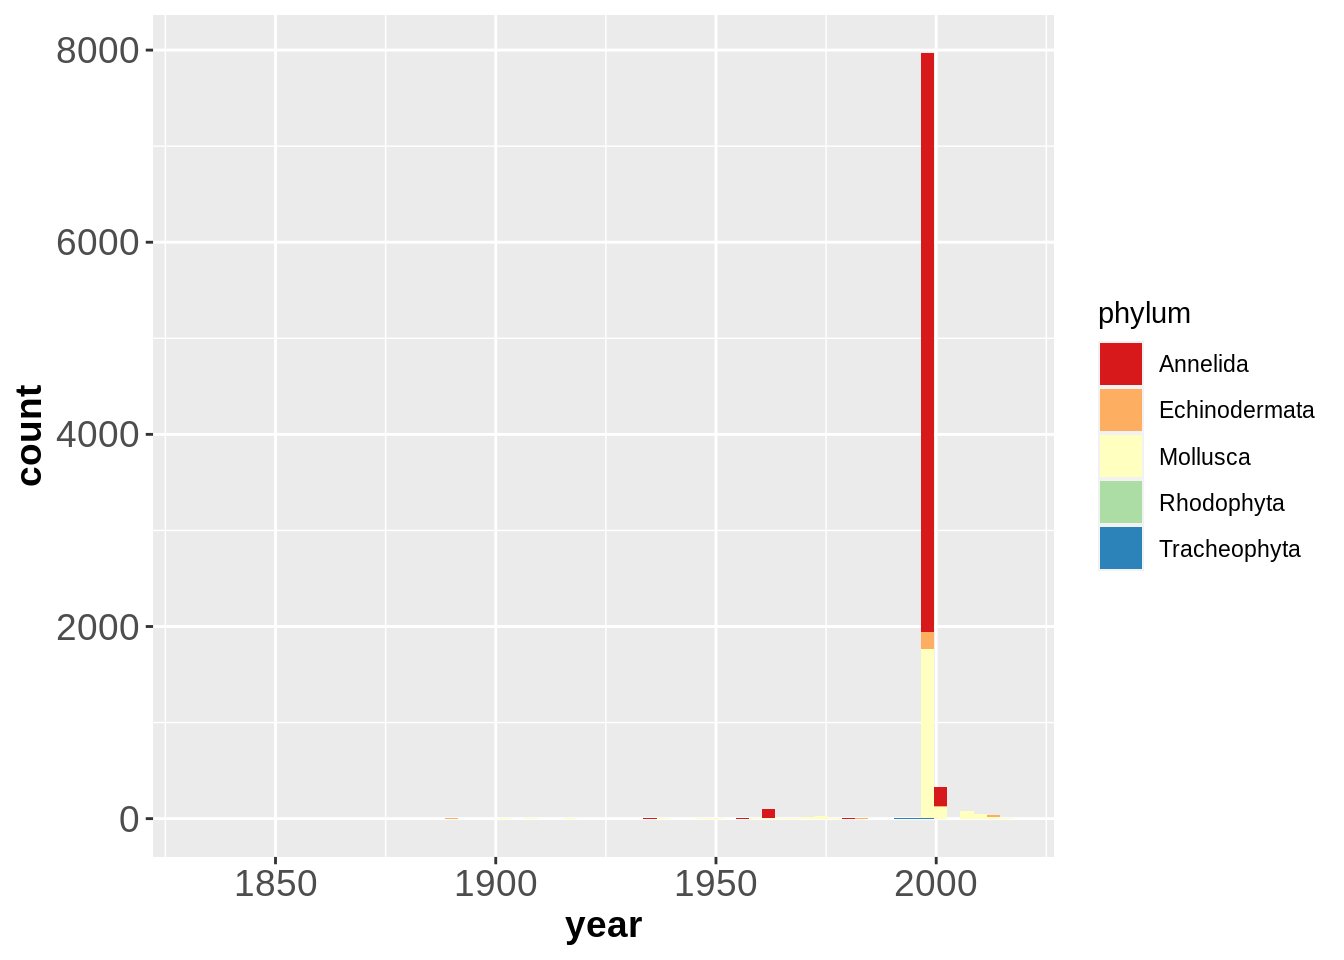 8000
6000
4000
2000
0
count
1850 1900 1950 2000
year
phylum
Annelida
Echinodermata
Mollusca
Rhodophyta
Tracheophyta